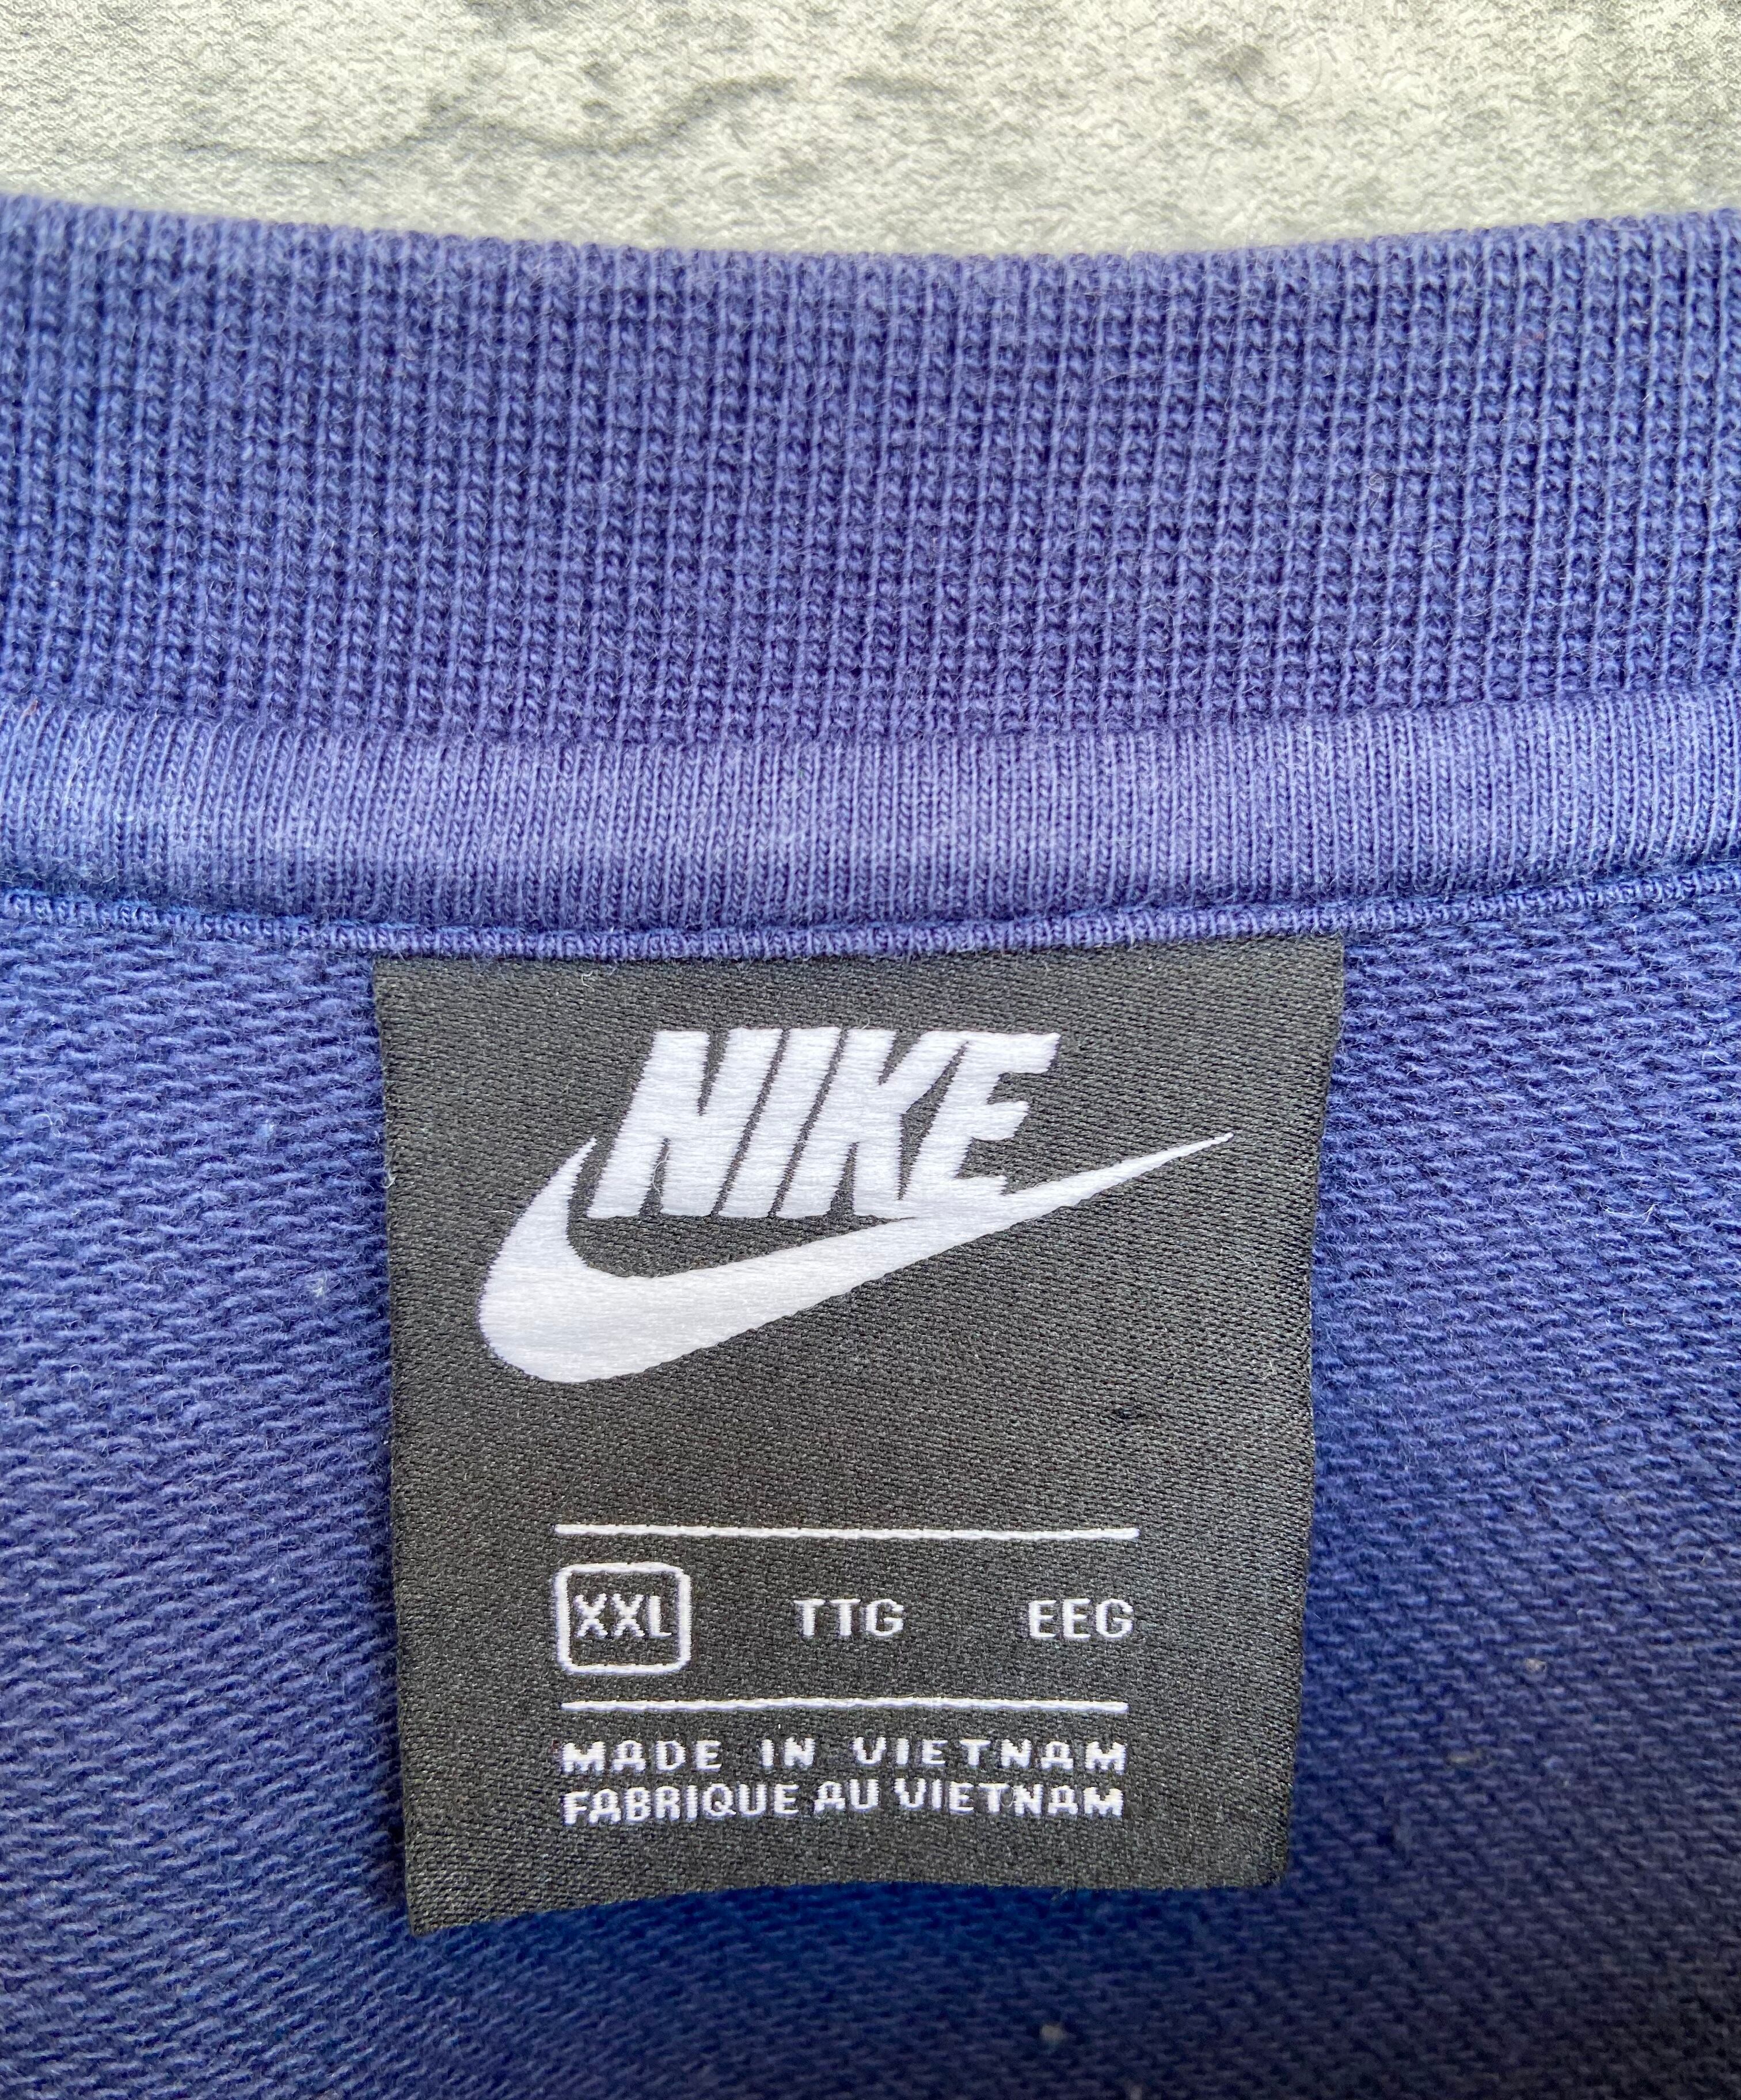 NIKE
XXL TTG EEG
MADE IN VIETNAM
FABRIQUE AU VIETNAM